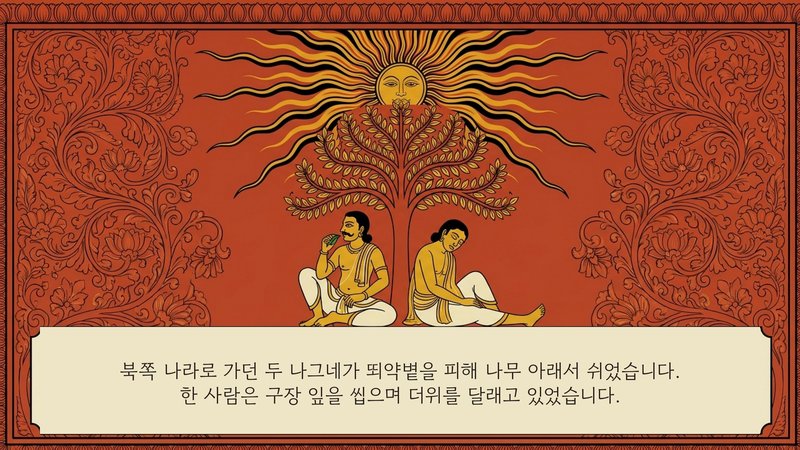 북쪽 나라로 가던 두 나그네가 뙤약볕을 피해 나무 아래서 쉬었습니다.
한 사람은 구장 잎을 씹으며 더위를 달래고 있었습니다.